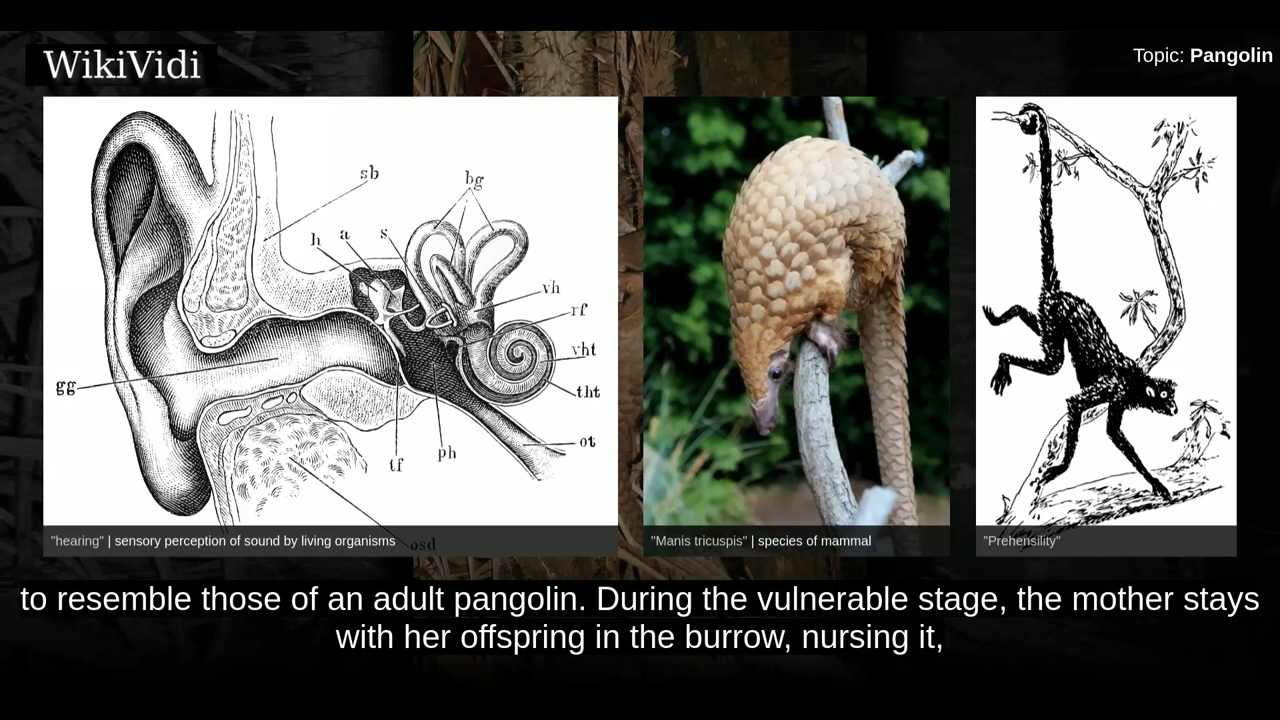 WikiVidi
Topic: Pangolin
sb
bg
h
a
s
vh
rf
vht
gg
tht
ot
ph
tf
osd
"hearing" | sensory perception of sound by living organisms
"Manis tricuspis" | species of mammal
"Prehensility"
to resemble those of an adult pangolin. During the vulnerable stage, the mother stays
with her offspring in the burrow, nursing it,